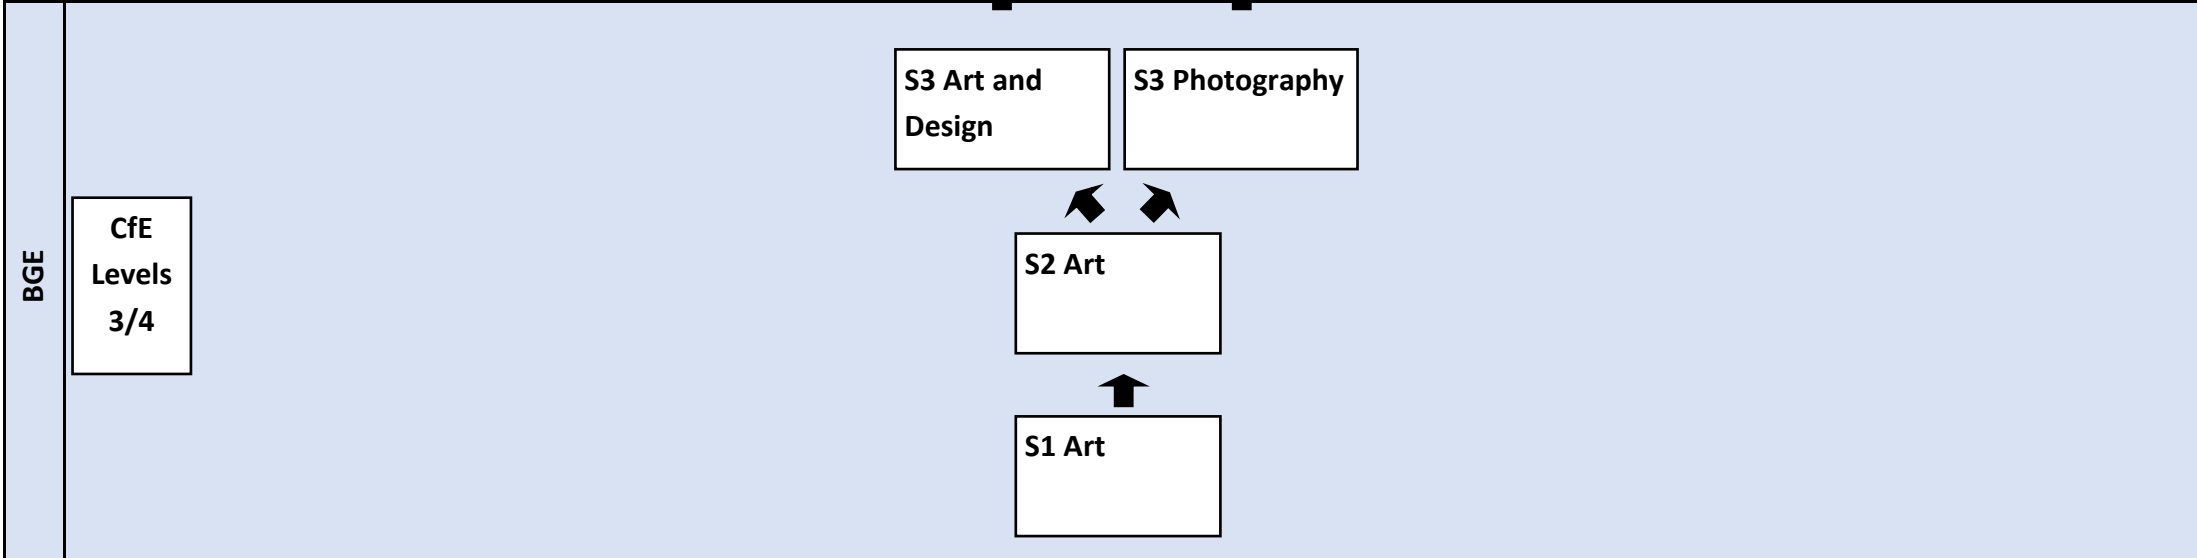 BGE
CfE
Levels
3/4
S3 Art and
Design
S3 Photography
S2 Art
S1 Art